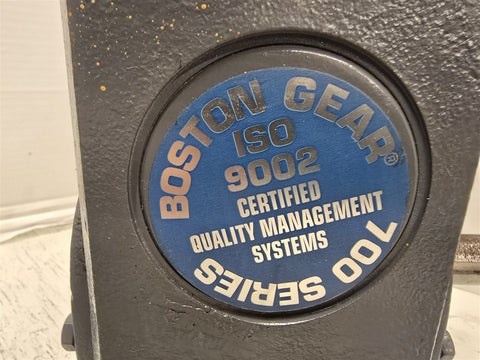 BOSTON GEAR®
ISO
9002
CERTIFIED
QUALITY MANAGEMENT
SYSTEMS
700 SERIES